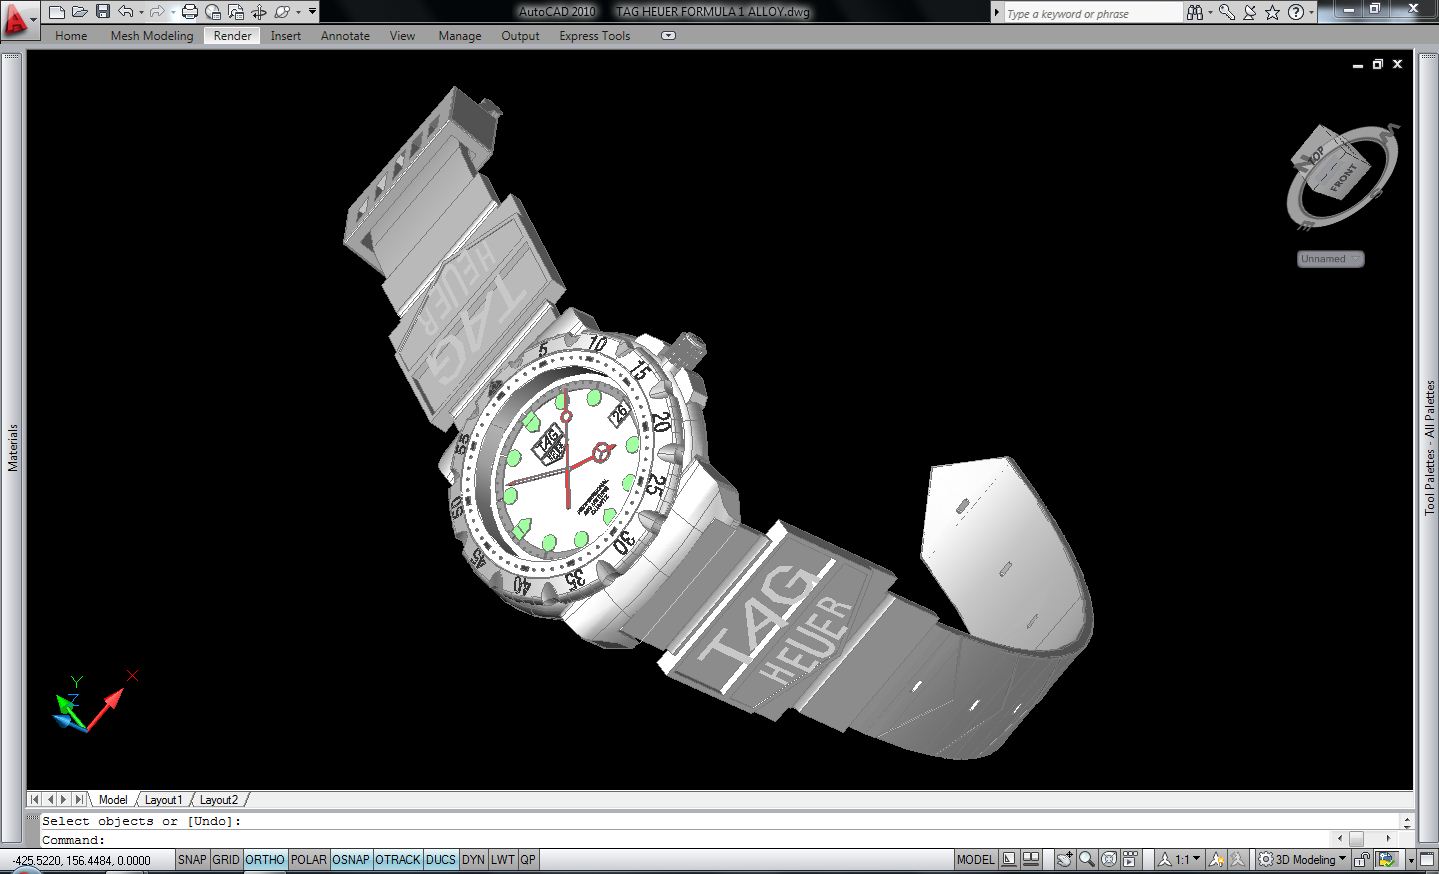 AutoCAD 2010 TAG HEUER FORMULA 1 ALLOY.dwg
Type a keyword or phrase
Home Mesh Modeling Render Insert Annotate View Manage Output Express Tools
TOP
FRONT
N
W
S
E
Unnamed
Materials
Tool Palettes - All Palettes
TAG
HEUER
5 10 15 20 25 30 35 40 45 50 55
26
TAG
PROFESSIONAL
QUARTZ
TAG
HEUER
Y
X
Z
Model Layout1 Layout2
Select objects or [Undo]:
Command:
-425.5220, 156.4484, 0.0000 SNAP GRID ORTHO POLAR OSNAP OTRACK DUCS DYN LWT QP MODEL 1:1 3D Modeling